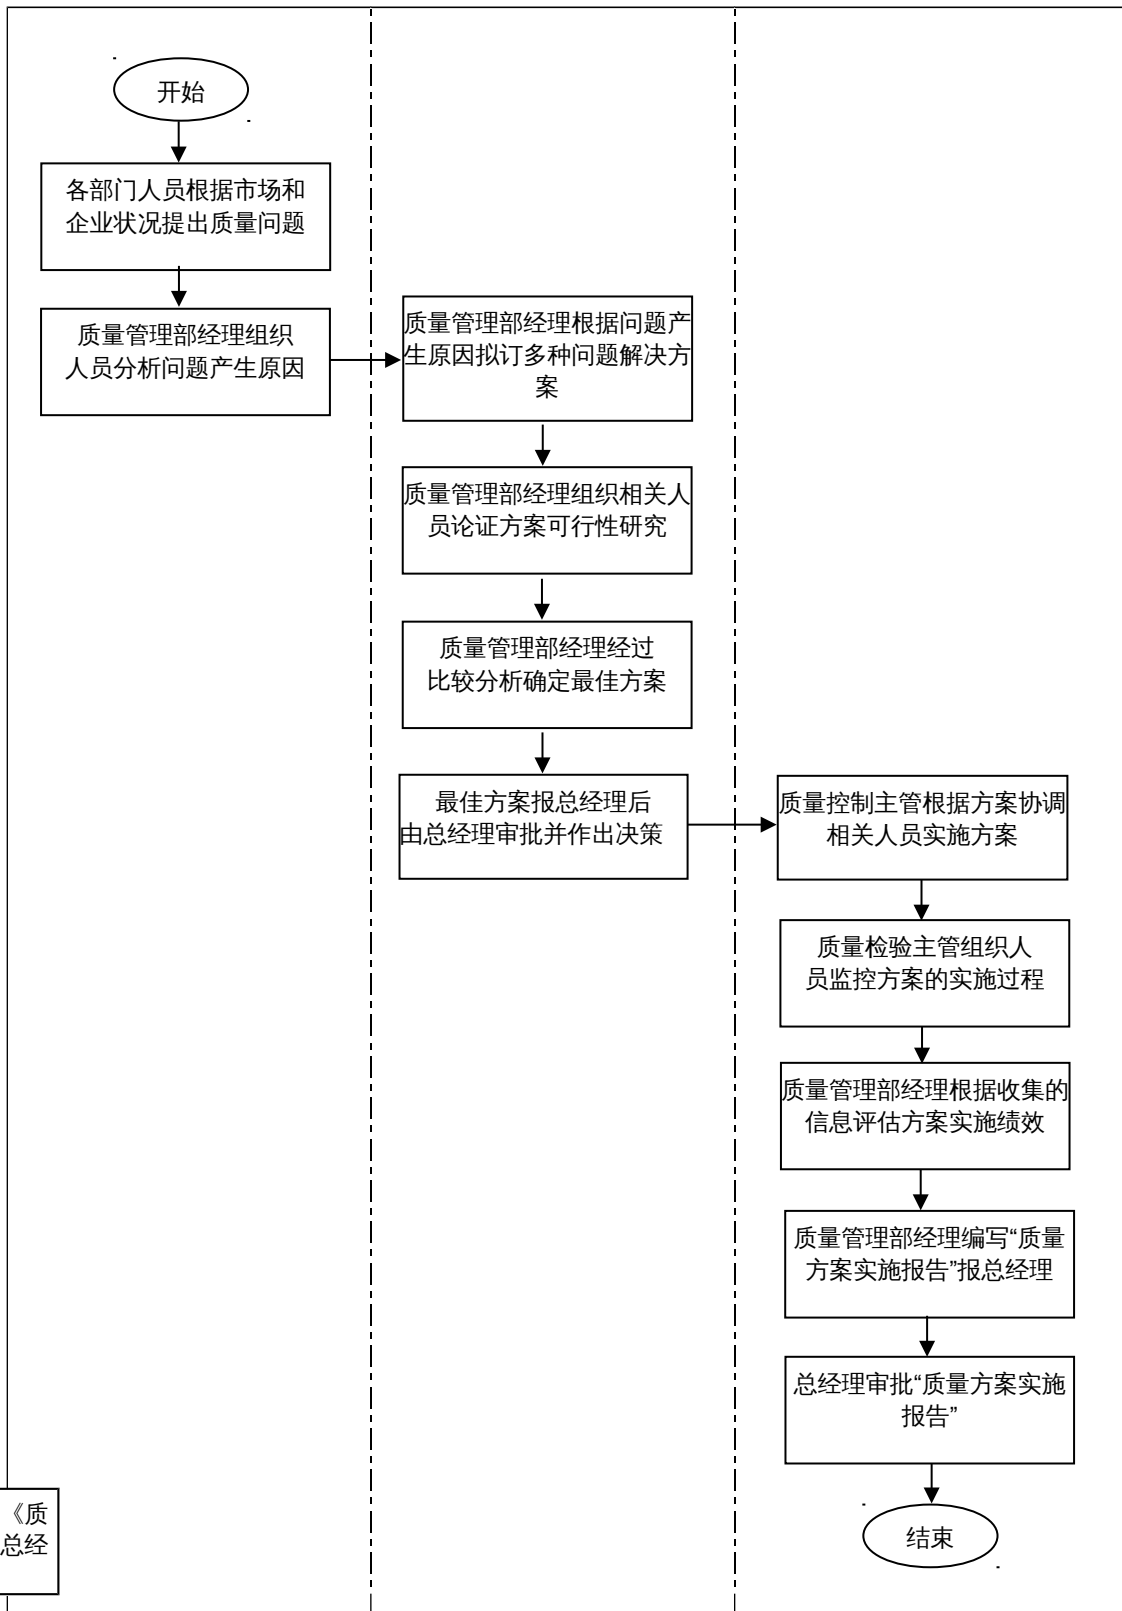 开始
各部门人员根据市场和
企业状况提出质量问题
质量管理部经理组织
人员分析问题产生原因
质量管理部经理根据问题产
生原因拟订多种问题解决方
案
质量管理部经理组织相关人
员论证方案可行性研究
质量管理部经理经过
比较分析确定最佳方案
最佳方案报总经理后
由总经理审批并作出决策
质量控制主管根据方案协调
相关人员实施方案
质量检验主管组织人
员监控方案的实施过程
质量管理部经理根据收集的
信息评估方案实施绩效
质量管理部经理编写“质量
方案实施报告”报总经理
总经理审批“质量方案实施
报告”
结束
《质
总经